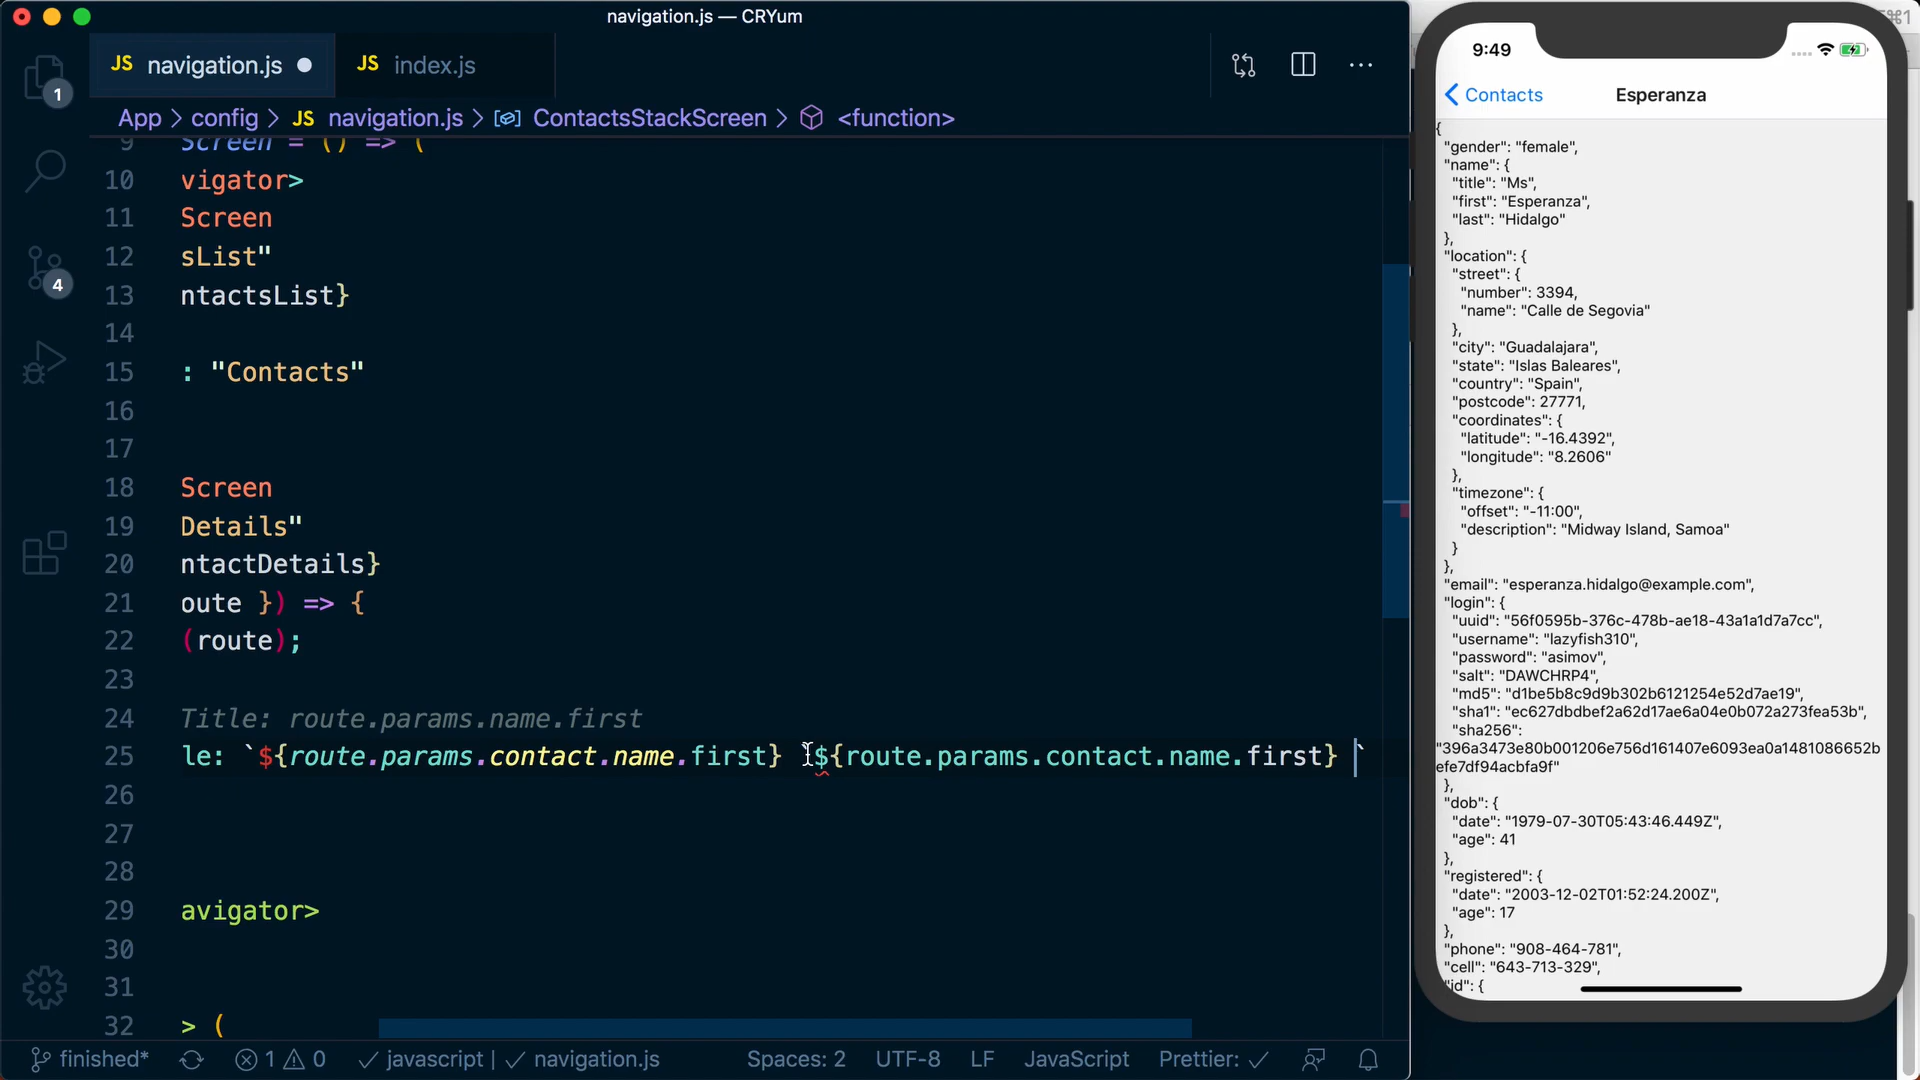 navigation.js — CRYum
⌘1
JS navigation.js
JS index.js
1
App > config > JS navigation.js > ContactsStackScreen > <function>
9 Screen = () => (
10 vigator>
11 Screen
12 sList"
13 ntactsList}
14
15 : "Contacts"
16
17
18 Screen
19 Details"
20 ntactDetails}
21 oute }) => {
22 (route);
23
24 Title: route.params.name.first
25 le: `${route.params.contact.name.first} ${route.params.contact.name.first} `
26
27
28
29 avigator>
30
31
32 > (
4
finished* 1 0 javascript | navigation.js Spaces: 2 UTF-8 LF JavaScript Prettier:
9:49
Contacts Esperanza
{
"gender": "female",
"name": {
"title": "Ms",
"first": "Esperanza",
"last": "Hidalgo"
},
"location": {
"street": {
"number": 3394,
"name": "Calle de Segovia"
},
"city": "Guadalajara",
"state": "Islas Baleares",
"country": "Spain",
"postcode": 27771,
"coordinates": {
"latitude": "-16.4392",
"longitude": "8.2606"
},
"timezone": {
"offset": "-11:00",
"description": "Midway Island, Samoa"
}
},
"email": "esperanza.hidalgo@example.com",
"login": {
"uuid": "56f0595b-376c-478b-ae18-43a1a1d7a7cc",
"username": "lazyfish310",
"password": "asimov",
"salt": "DAWCHRP4",
"md5": "d1be5b8c9d9b302b6121254e52d7ae19",
"sha1": "ec627dbdbef2a62d17ae6a04e0b072a273fea53b",
"sha256":
"396a3473e80b001206e756d161407e6093ea0a1481086652b
efe7df94acbfa9f"
},
"dob": {
"date": "1979-07-30T05:43:46.449Z",
"age": 41
},
"registered": {
"date": "2003-12-02T01:52:24.200Z",
"age": 17
},
"phone": "908-464-781",
"cell": "643-713-329",
"id": {